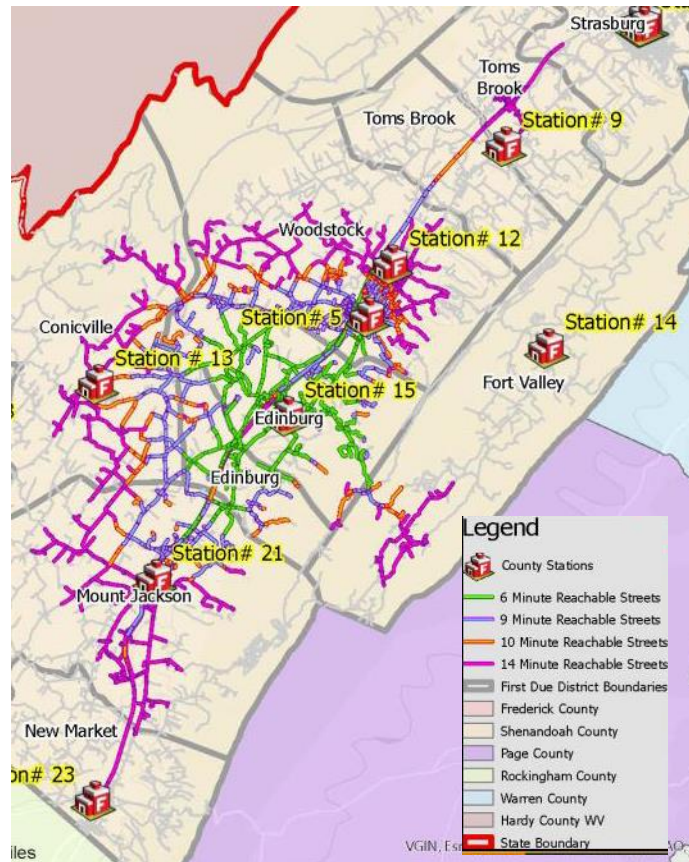 Strasburg
Sta
Toms
Brook
Toms Brook
Station# 9
Woodstock
Station# 12
Station# 5
Station# 14
Conicville
Station # 13
Fort Valley
Station# 15
Edinburg
Edinburg
Station# 21
Mount Jackson
New Market
on# 23
Legend
County Stations
6 Minute Reachable Streets
9 Minute Reachable Streets
10 Minute Reachable Streets
14 Minute Reachable Streets
First Due District Boundaries
Frederick County
Shenandoah County
Page County
Rockingham County
Warren County
Hardy County WV
State Boundary
iles
VGIN, Esr
AO,